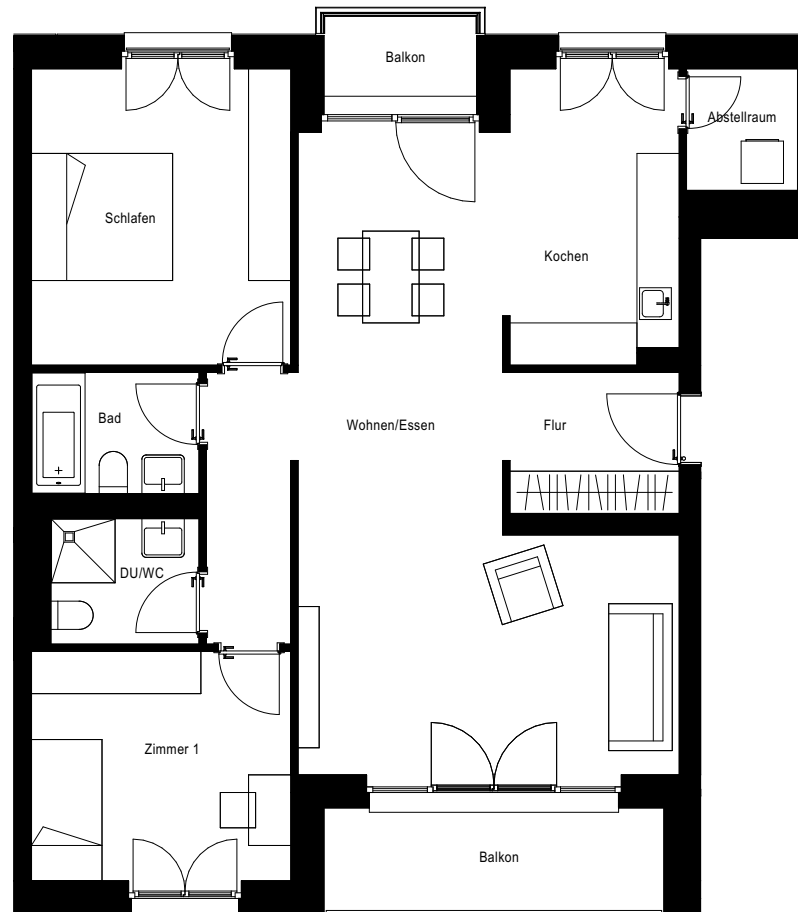 Balkon
Abstellraum
Schlafen
Kochen
Bad
Wohnen/Essen
Flur
DU/WC
Zimmer 1
Balkon